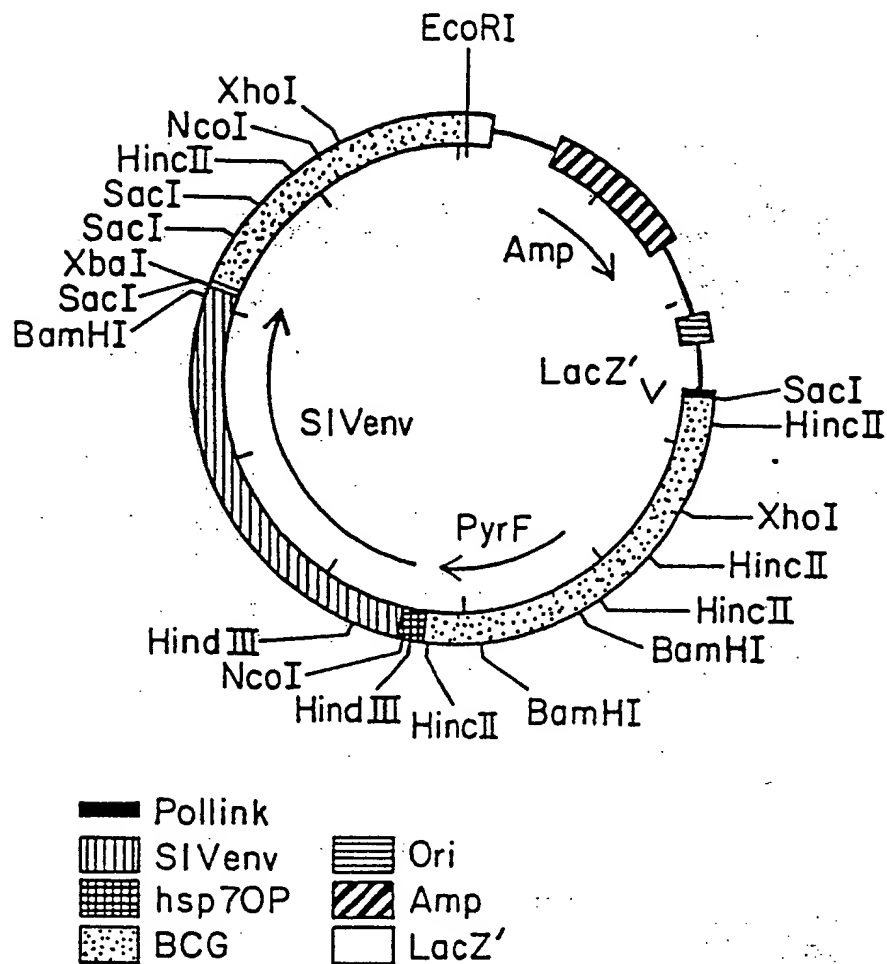 EcoRI
XhoI
NcoI
HincII
SacI
SacI
XbaI
SacI
BamHI
Amp
LacZ'
SacI
HincII
SIVenv
XhoI
PyrF
HincII
HincII
BamHI
HindIII
NcoI
HindIII
HincII
BamHI
Pollink
SIVenv
Ori
hsp70P
Amp
BCG
LacZ'